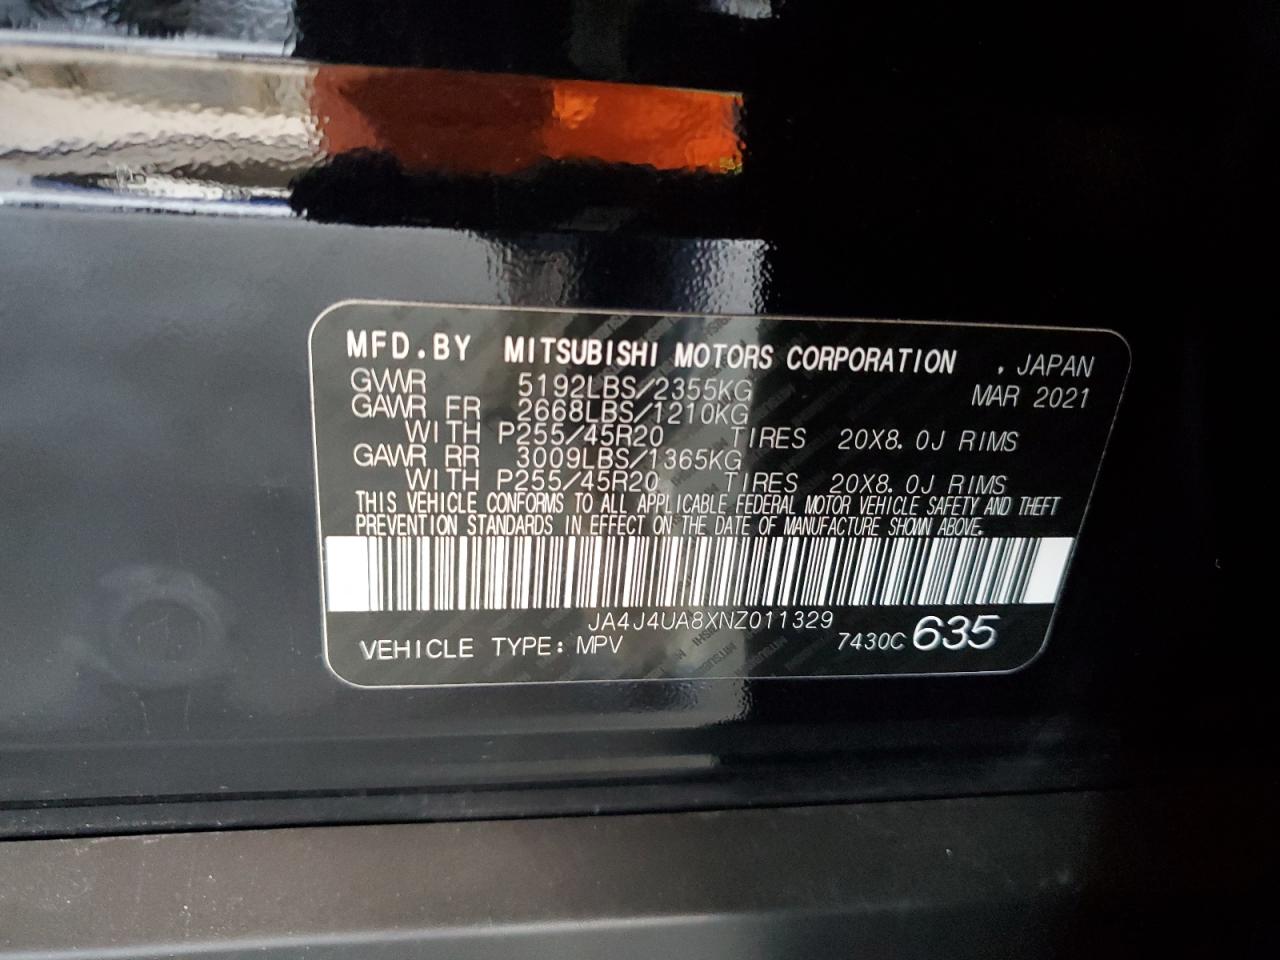 MFD.BY MITSUBISHI MOTORS CORPORATION , JAPAN
GVWR 5192LBS/2355KG MAR 2021
GAWR FR 2668LBS/1210KG
WITH P255/45R20 TIRES 20X8.0J RIMS
GAWR RR 3009LBS/1365KG
WITH P255/45R20 TIRES 20X8.0J RIMS
THIS VEHICLE CONFORMS TO ALL APPLICABLE FEDERAL MOTOR VEHICLE SAFETY AND THEFT
PREVENTION STANDARDS IN EFFECT ON THE DATE OF MANUFACTURE SHOWN ABOVE.
JA4J4UA8XNZ011329
VEHICLE TYPE: MPV 7430C 635